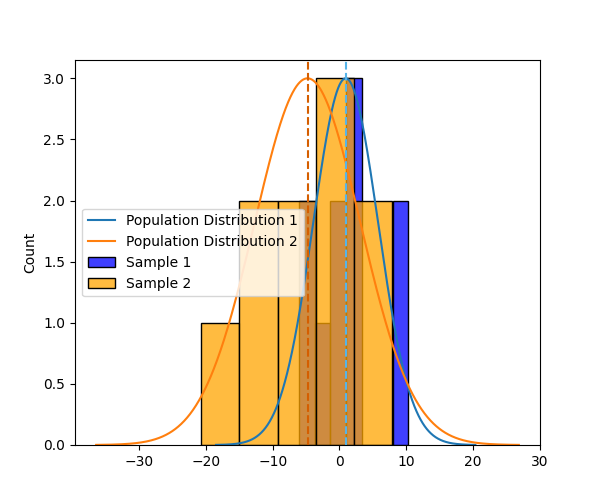 3.0
2.5
2.0
1.5
1.0
0.5
0.0
Count
Population Distribution 1
Population Distribution 2
Sample 1
Sample 2
−30
−20
−10
0
10
20
30